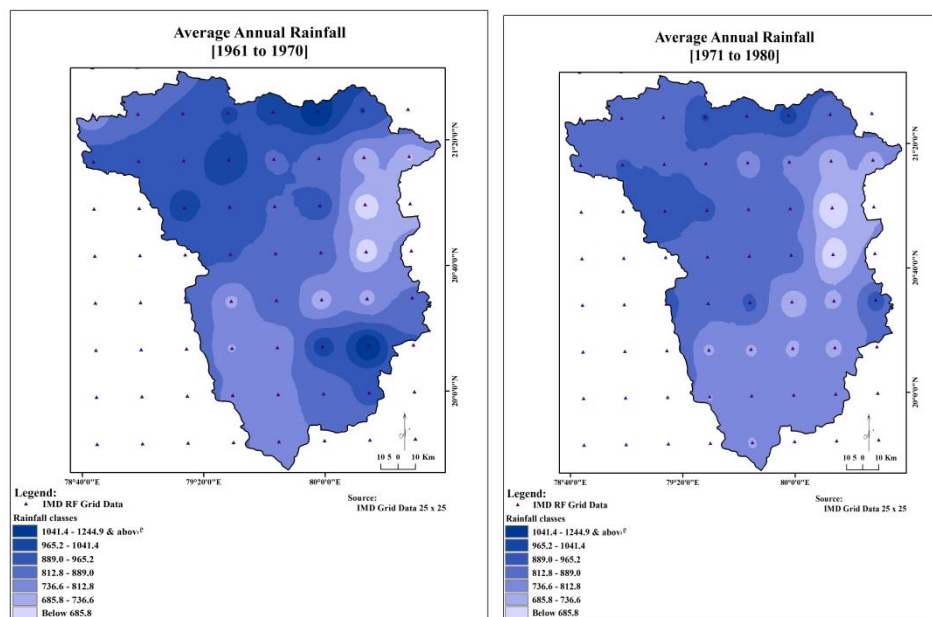 Average Annual Rainfall
[1961 to 1970]
21°20'0"N
20°40'0"N
20°0'0"N
10 5 0 10 Km
78°40'0"E
79°20'0"E
80°0'0"E
Legend:
IMD RF Grid Data
Source:
IMD Grid Data 25 x 25
Rainfall classes
1041.4 - 1244.9 & above
965.2 - 1041.4
889.0 - 965.2
812.8 - 889.0
736.6 - 812.8
685.8 - 736.6
Below 685.8
Average Annual Rainfall
[1971 to 1980]
21°20'0"N
20°40'0"N
20°0'0"N
10 5 0 10 Km
78°40'0"E
79°20'0"E
80°0'0"E
Legend:
IMD RF Grid Data
Source:
IMD Grid Data 25 x 25
Rainfall classes
1041.4 - 1244.9 & above
965.2 - 1041.4
889.0 - 965.2
812.8 - 889.0
736.6 - 812.8
685.8 - 736.6
Below 685.8